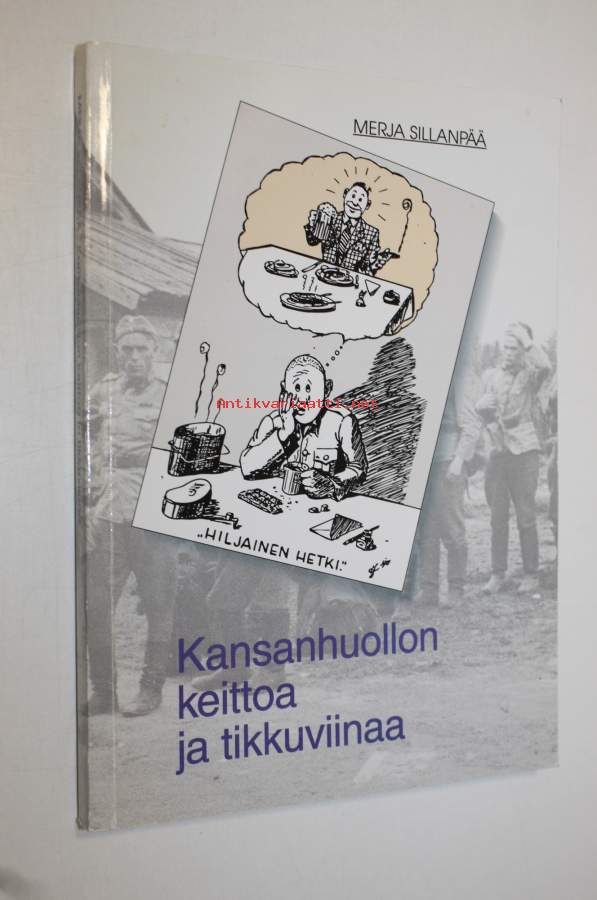 MERJA SILLANPÄÄ
Antikvariaatti.net
„HILJAINEN HETKI."
Kansanhuollon
keittoa
ja tikkuviinaa